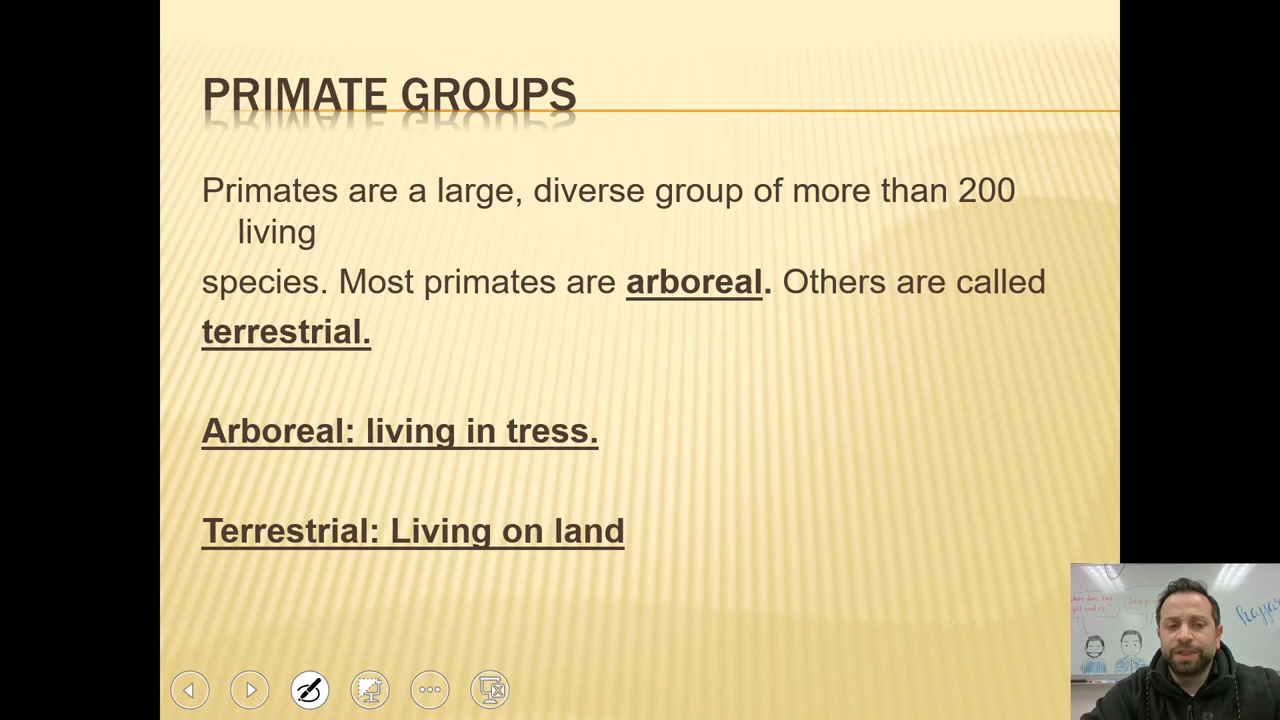 PRIMATE GROUPS
Primates are a large, diverse group of more than 200
living
species. Most primates are arboreal. Others are called
terrestrial.
Arboreal: living in tress.
Terrestrial: Living on land